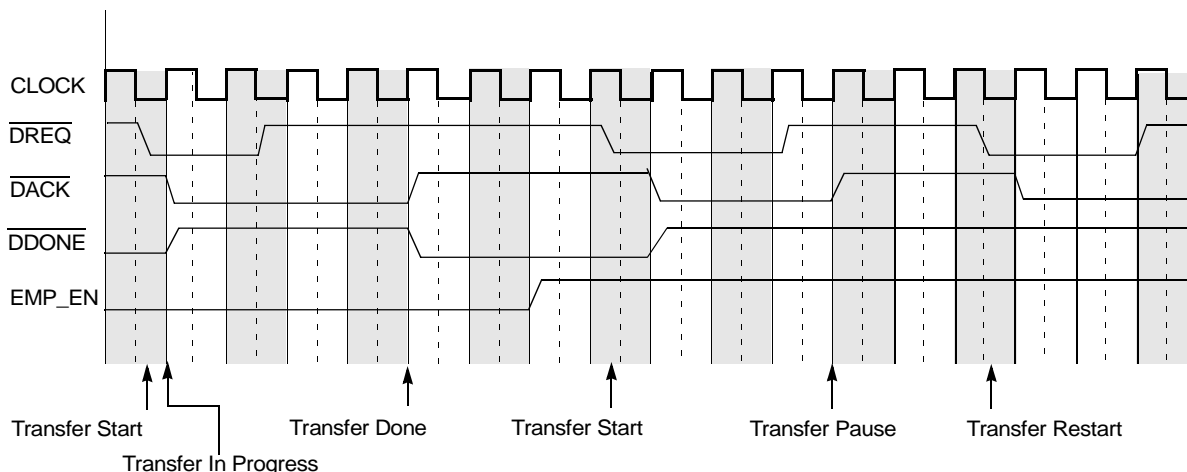 CLOCK
DREQ
DACK
DDONE
EMP_EN
Transfer Start
Transfer Done
Transfer Start
Transfer Pause
Transfer Restart
Transfer In Progress